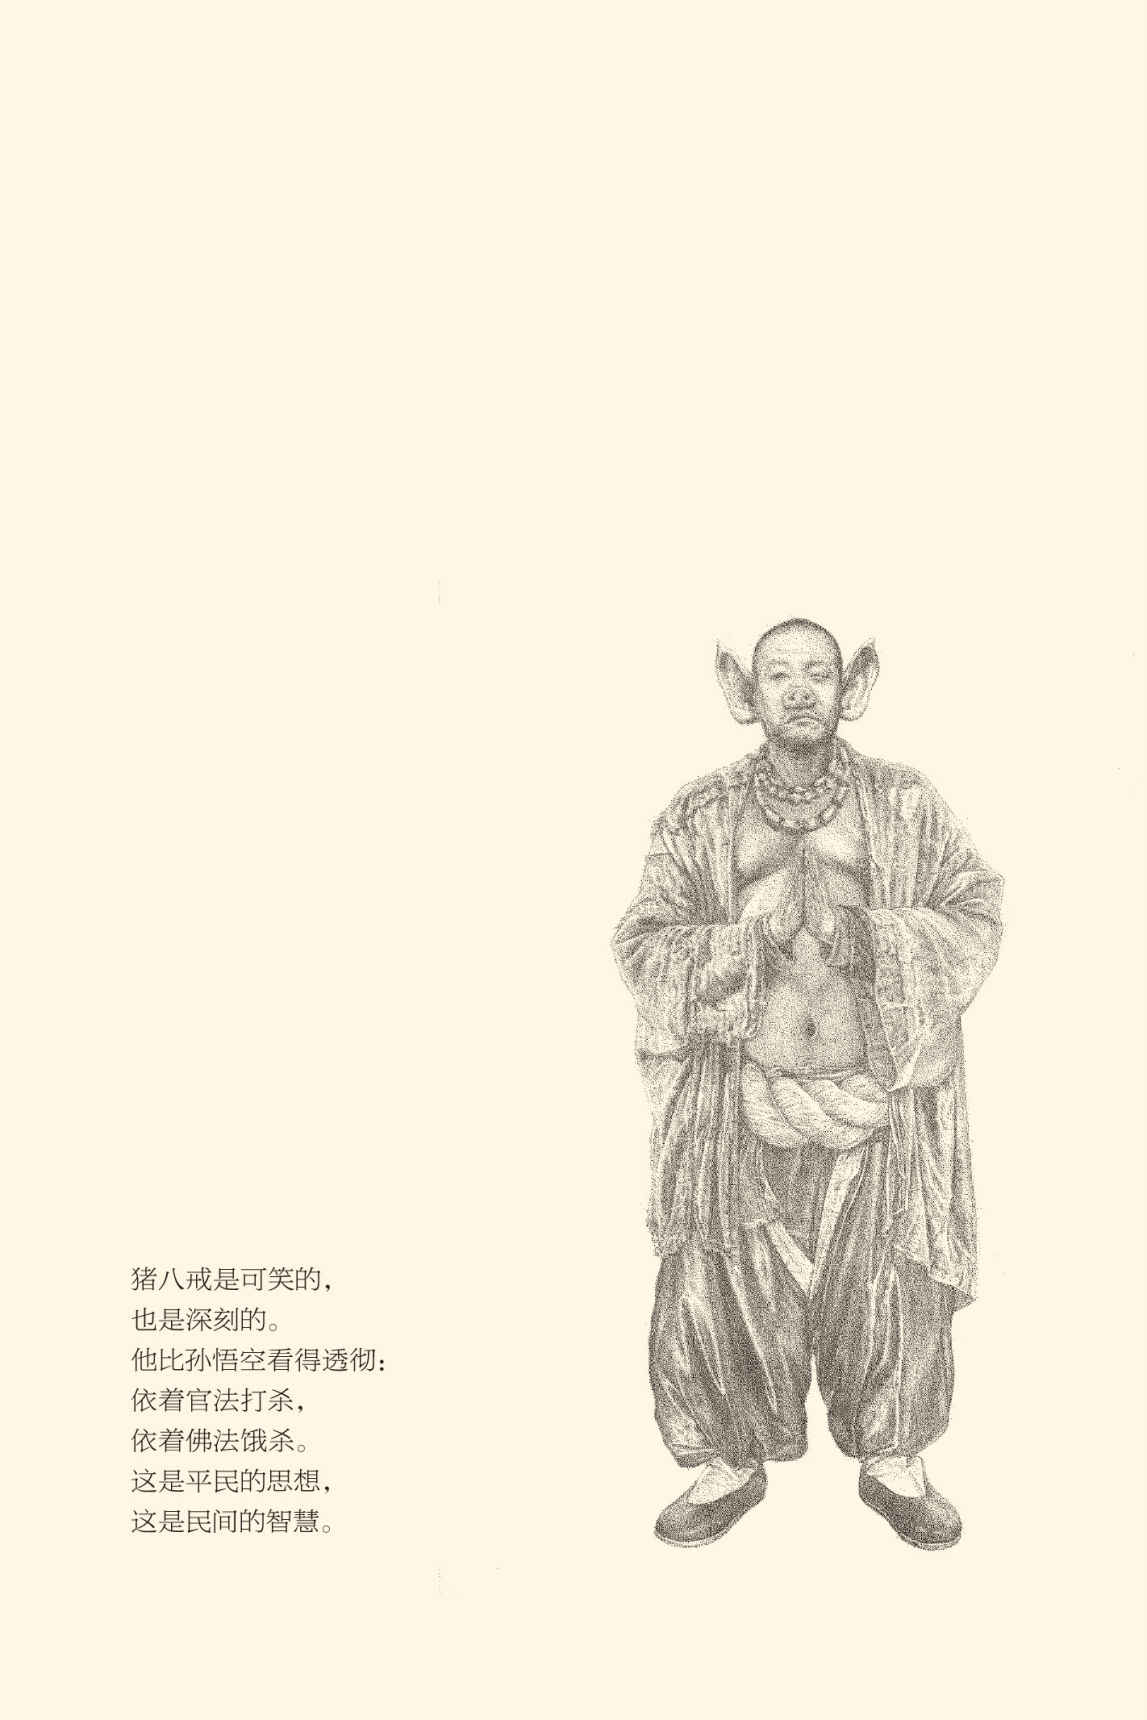 猪八戒是可笑的，
也是深刻的。
他比孙悟空看得透彻：
依着官法打杀，
依着佛法饿杀。
这是平民的思想，
这是民间的智慧。